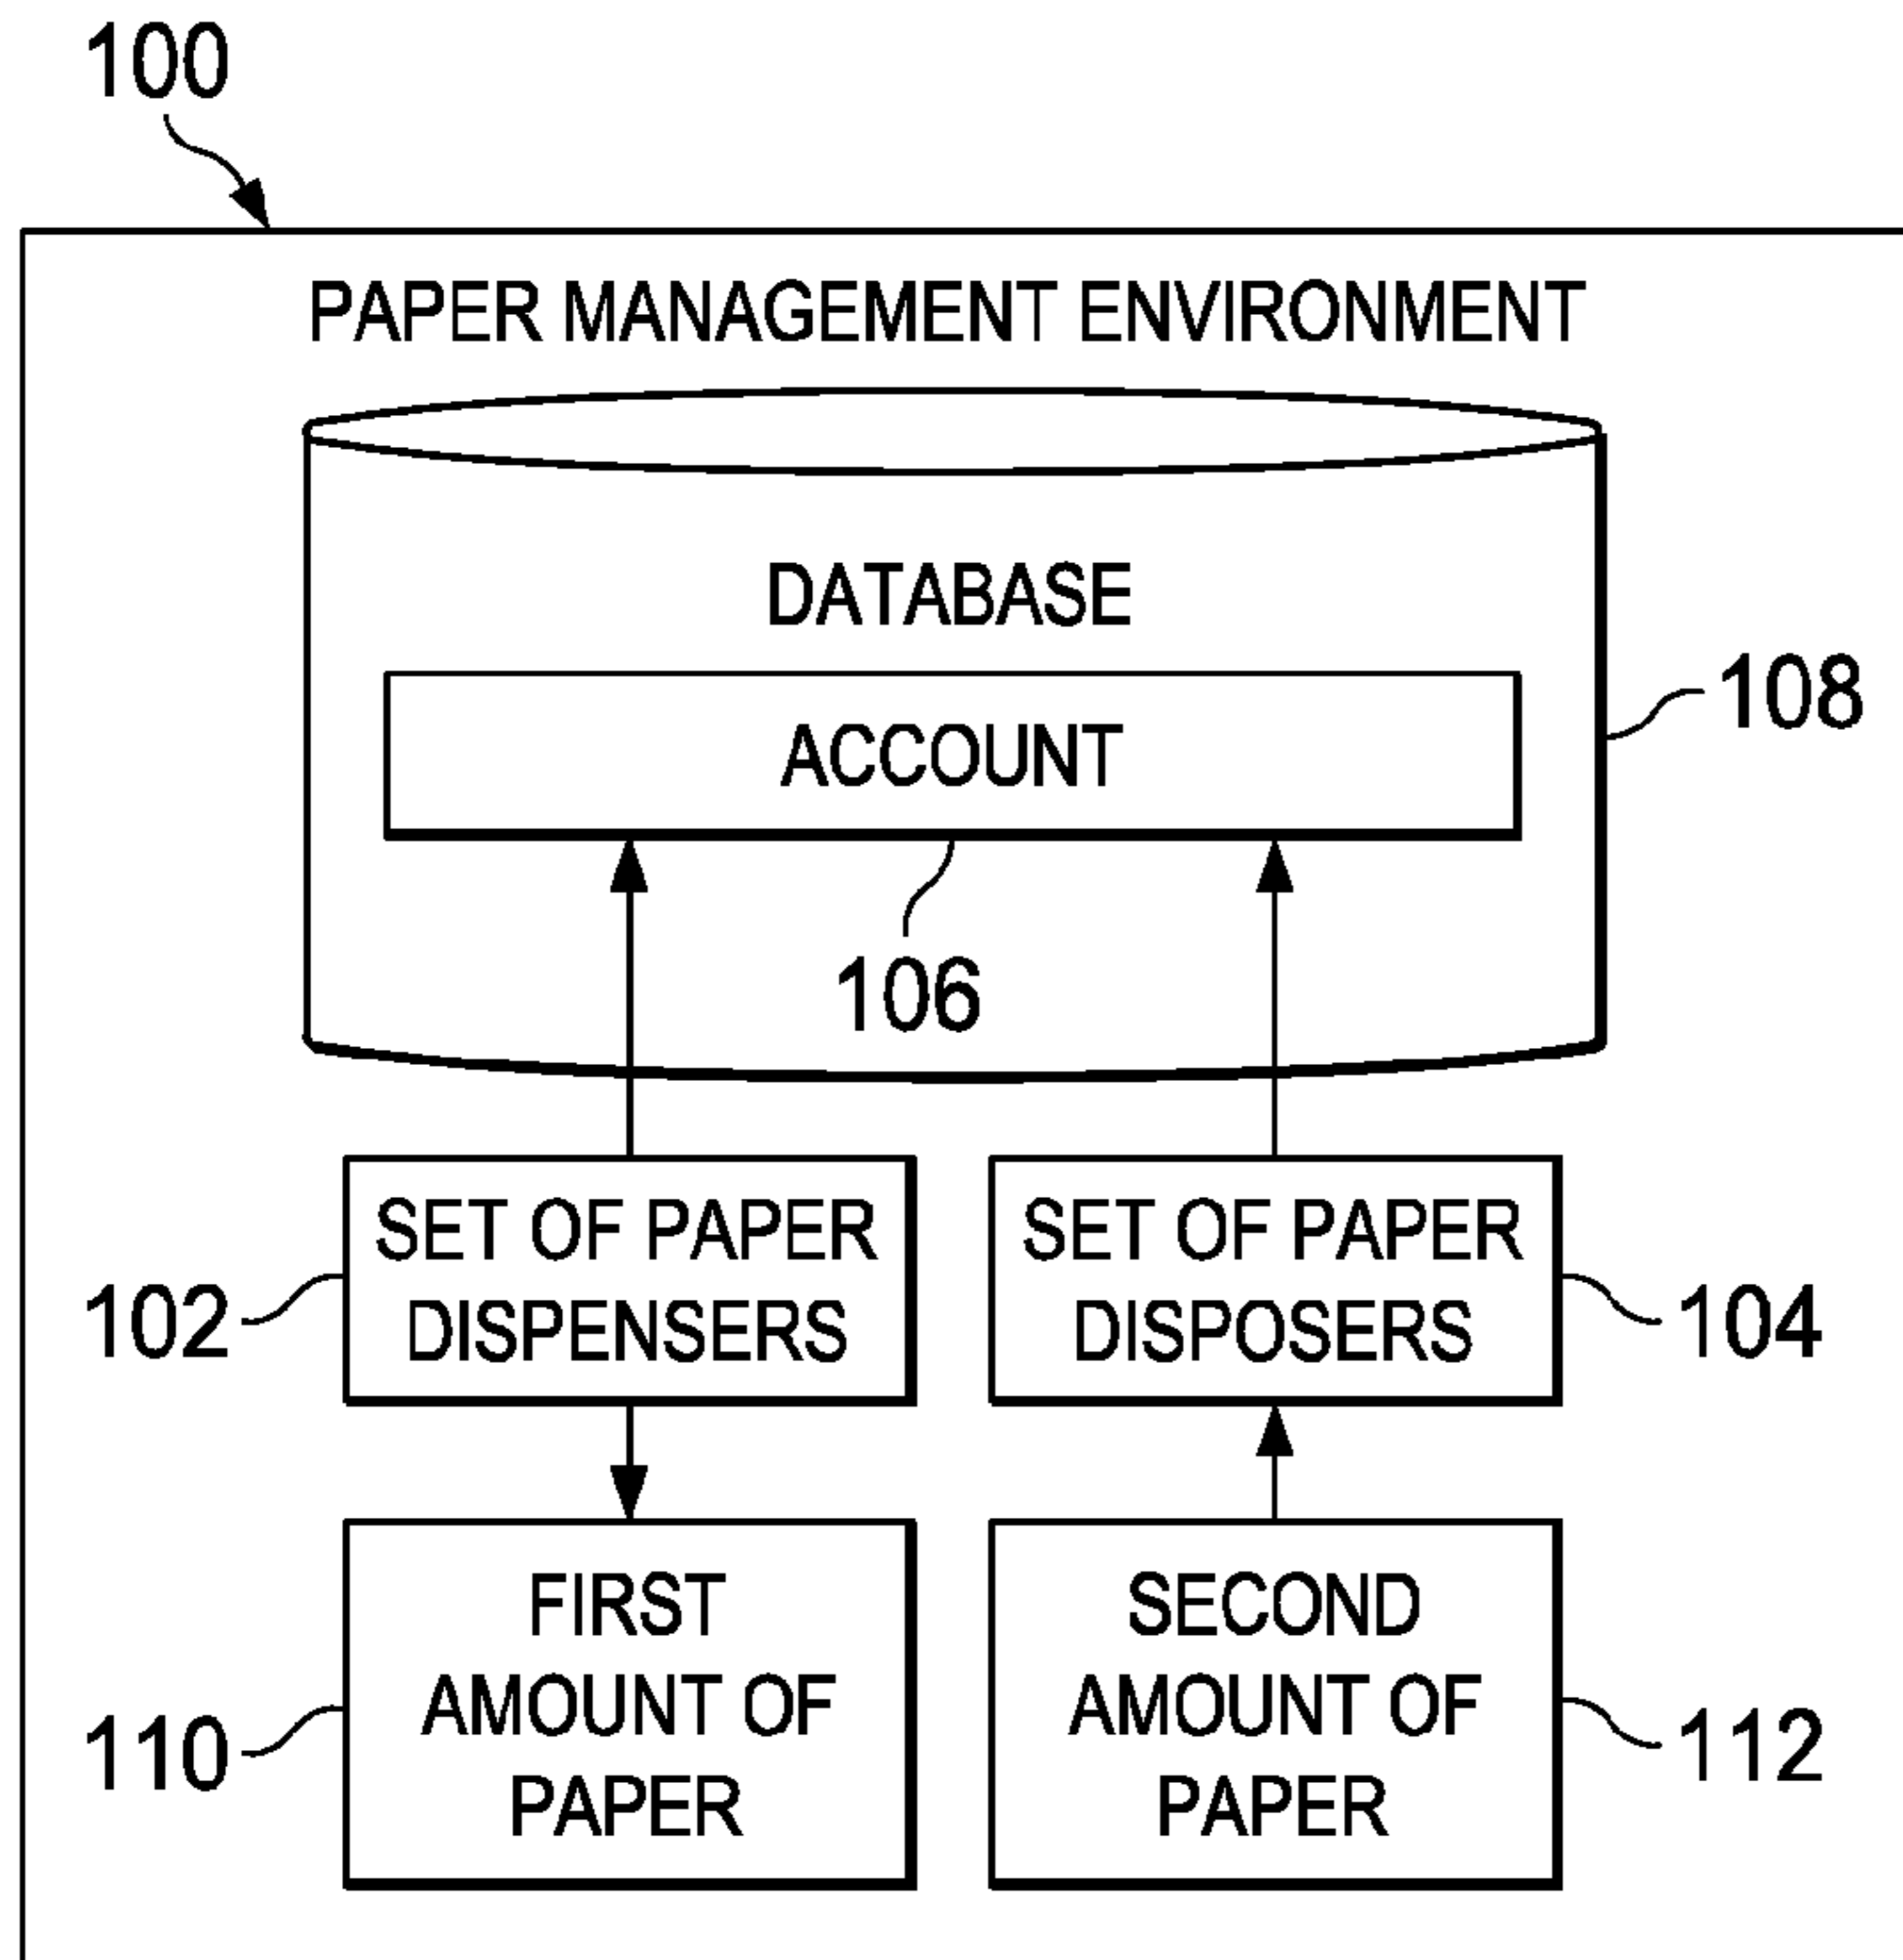 100
PAPER MANAGEMENT ENVIRONMENT
DATABASE
ACCOUNT
108
106
SET OF PAPER
DISPENSERS
102
SET OF PAPER
DISPOSERS
104
FIRST
AMOUNT OF
PAPER
110
SECOND
AMOUNT OF
PAPER
112